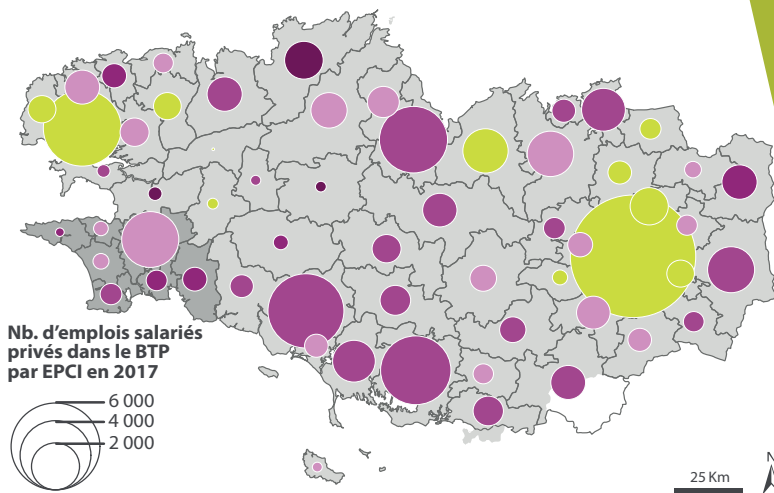 Nb. d'emplois salariés
privés dans le BTP
par EPCI en 2017
6 000
4 000
2 000
25 Km
N